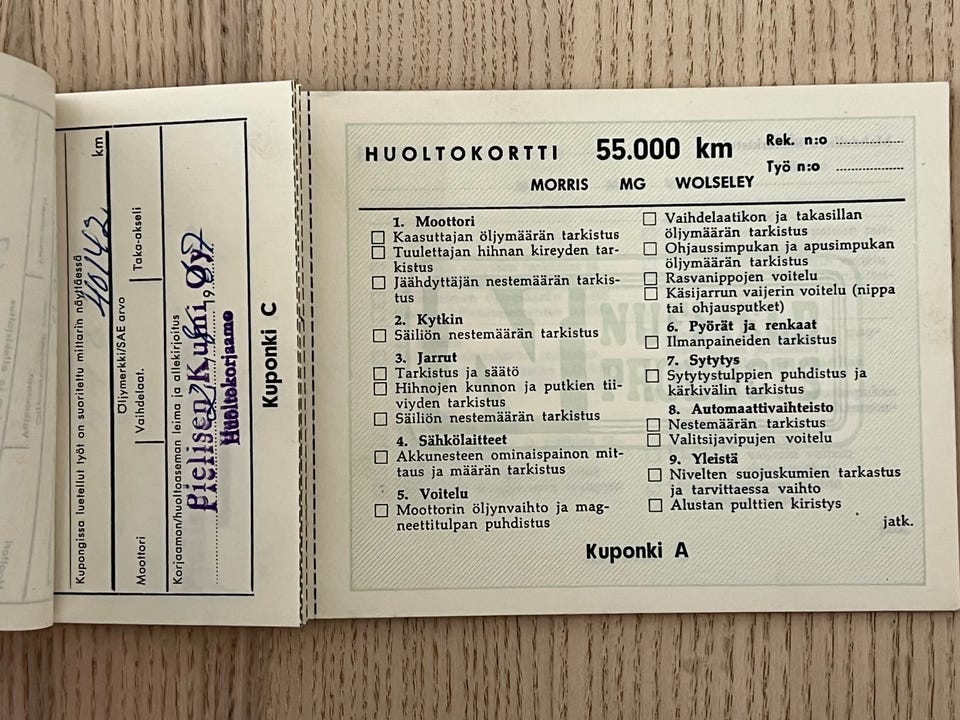 Kupongissa luetellut työt on suoritettu mittarin näyttäessä
40142 km
Öljymerkki/SAE arvo
Moottori Vaihdelaat. Taka-akseli
Korjaamon/huoltoaseman leima ja allekirjoitus
Pielisen Kulmi Oy
19
Huoltokorjaamo
Kuponki C
HUOLTOKORTTI 55.000 km Rek. n:o
Työ n:o
MORRIS MG WOLSELEY
1. Moottori
Kaasuttajan öljymäärän tarkistus
Tuulettajan hihnan kireyden tar-
kistus
Jäähdyttäjän nestemäärän tarkis-
tus
2. Kytkin
Säiliön nestemäärän tarkistus
3. Jarrut
Tarkistus ja säätö
Hihnojen kunnon ja putkien tii-
viyden tarkistus
Säiliön nestemäärän tarkistus
4. Sähkölaitteet
Akkunesteen ominaispainon mit-
taus ja määrän tarkistus
5. Voitelu
Moottorin öljynvaihto ja mag-
neettitulpan puhdistus
Vaihdelaatikon ja takasillan
öljymäärän tarkistus
Ohjaussimpukan ja apusimpukan
öljymäärän tarkistus
Rasvanippojen voitelu
Käsijarrun vaijerin voitelu (nippa
tai ohjausputket)
6. Pyörät ja renkaat
Ilmanpaineiden tarkistus
7. Sytytys
Sytytystulppien puhdistus ja
kärkivälin tarkistus
8. Automaattivaihteisto
Nestemäärän tarkistus
Valitsijavipujen voitelu
9. Yleistä
Nivelten suojuskumien tarkastus
ja tarvittaessa vaihto
Alustan pulttien kiristys
jatk.
Kuponki A